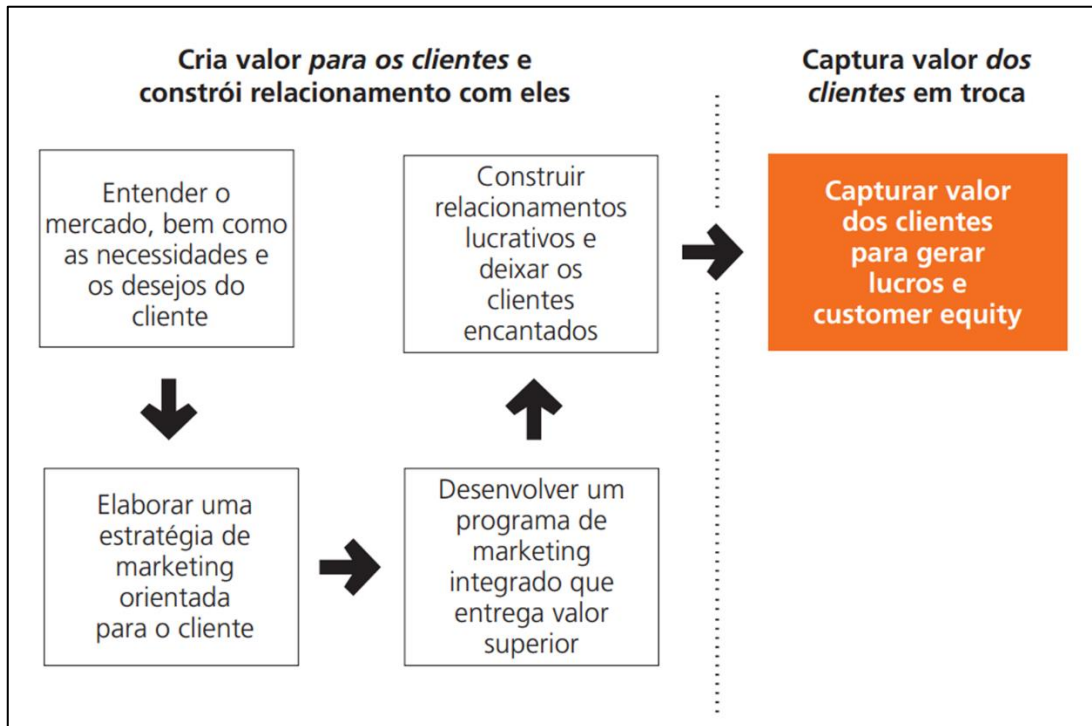 Cria valor para os clientes e
constrói relacionamento com eles
Captura valor dos
clientes em troca
Entender o
mercado, bem como
as necessidades e
os desejos do
cliente
Elaborar uma
estratégia de
marketing
orientada
para o cliente
Desenvolver um
programa de
marketing
integrado que
entrega valor
superior
Construir
relacionamentos
lucrativos e
deixar os
clientes
encantados
Capturar valor
dos clientes
para gerar
lucros e
customer equity